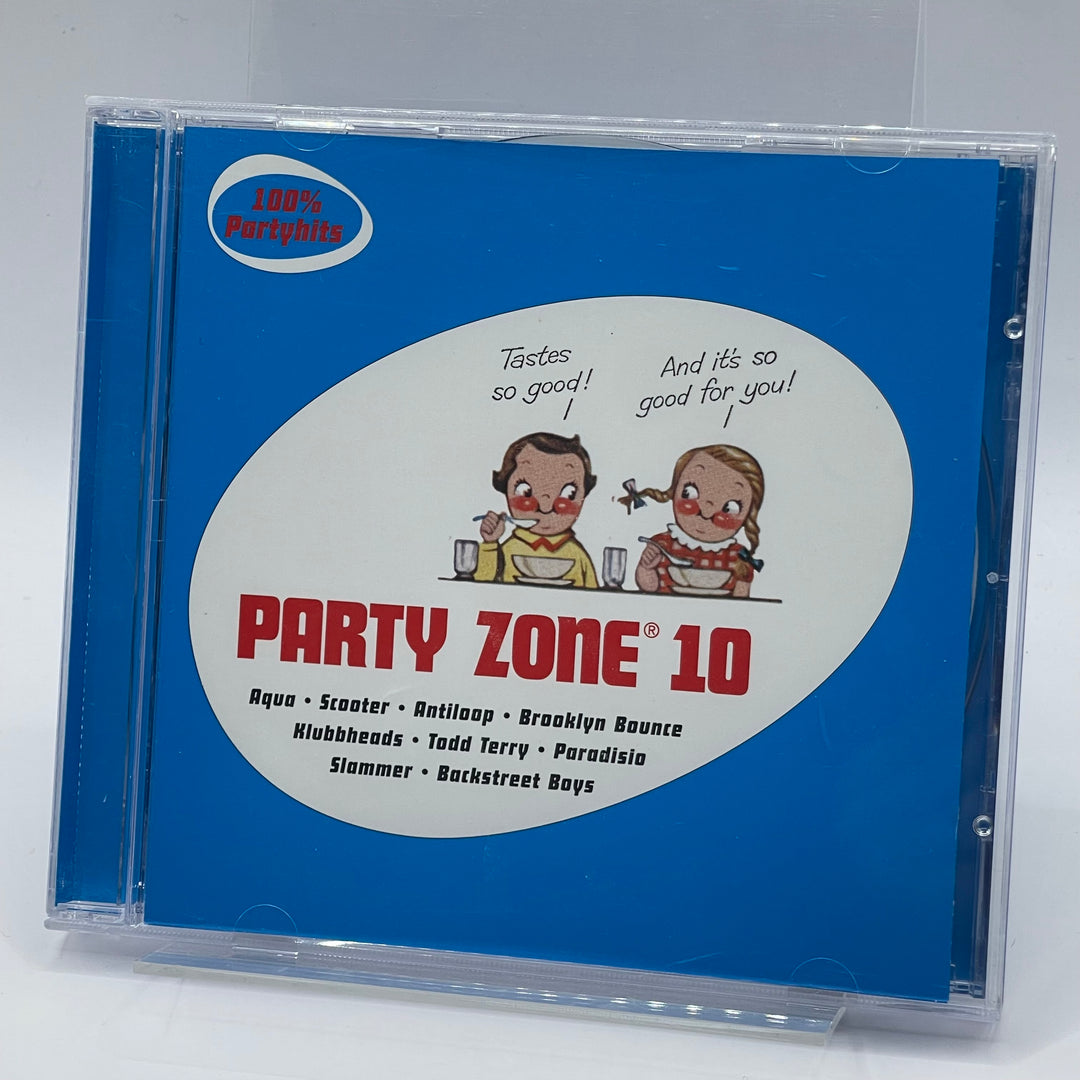 100%
Partyhits
Tastes
so good!
And it's so
good for you!
PARTY ZONE® 10
Aqua • Scooter • Antiloop • Brooklyn Bounce
Klubbheads • Todd Terry • Paradisio
Slammer • Backstreet Boys